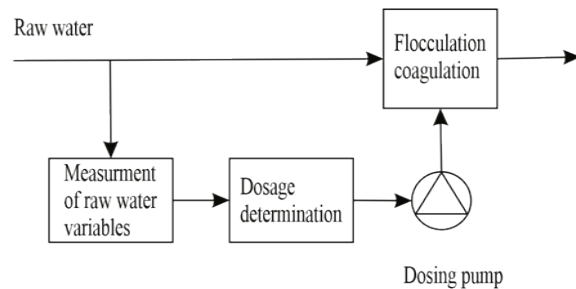 Raw water
Flocculation
coagulation
Measurment
of raw water
variables
Dosage
determination
Dosing pump